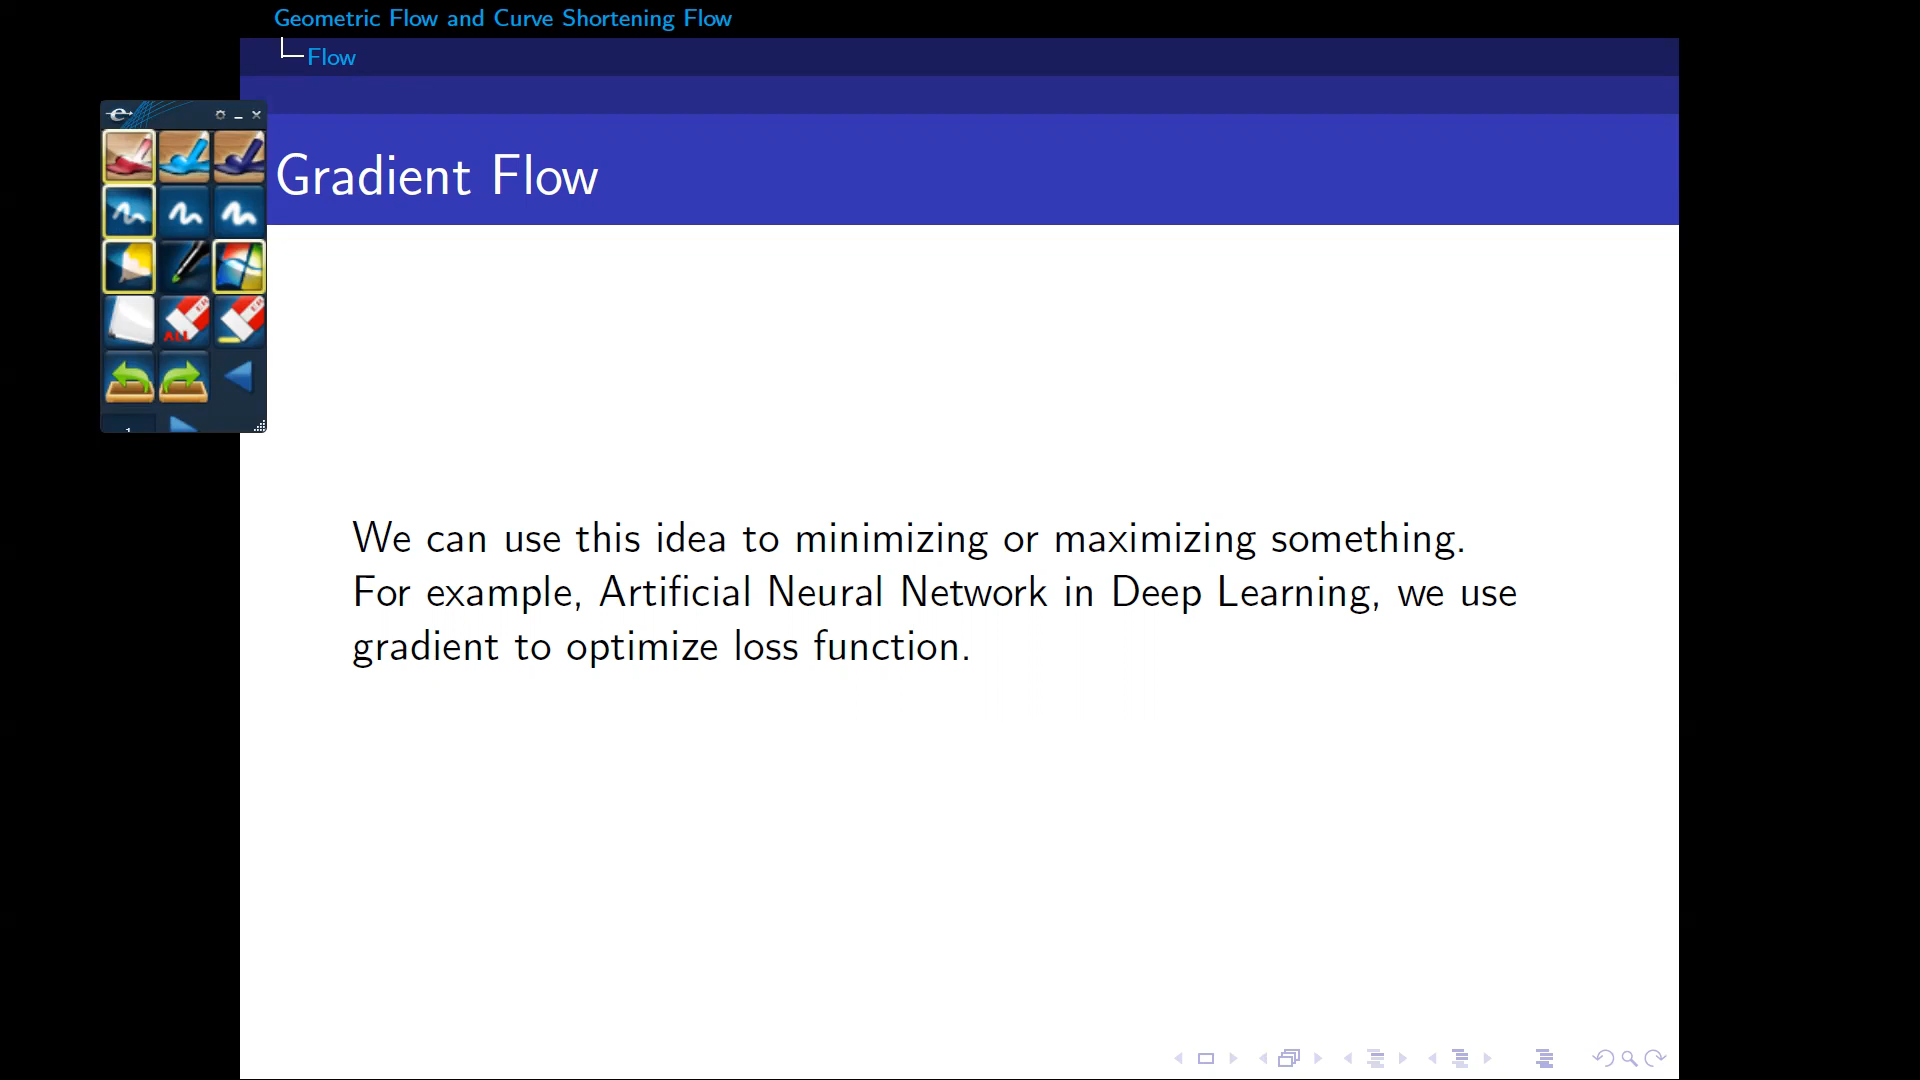 Geometric Flow and Curve Shortening Flow
Flow
Gradient Flow
ALL
We can use this idea to minimizing or maximizing something.
For example, Artificial Neural Network in Deep Learning, we use
gradient to optimize loss function.